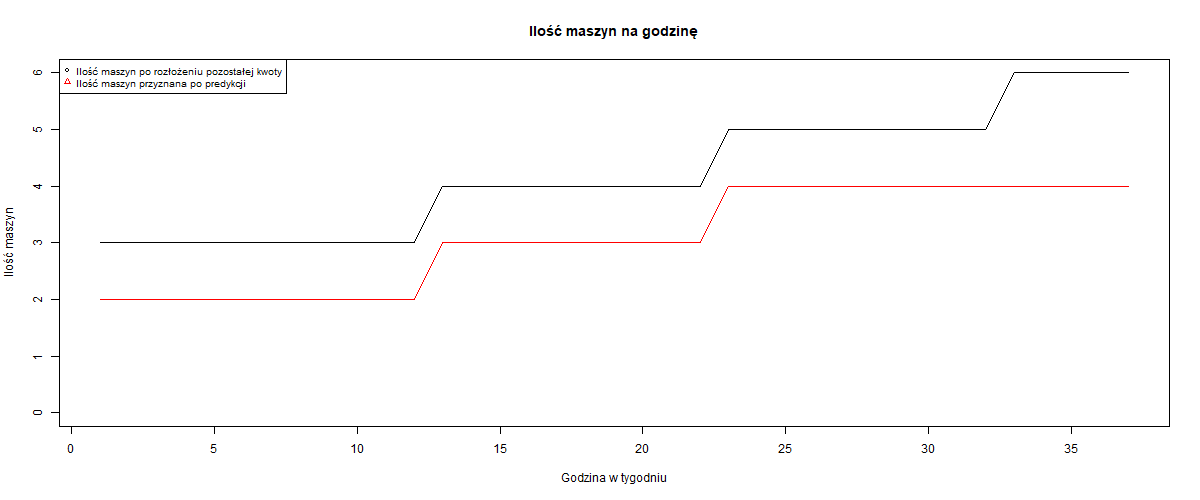 Ilość maszyn na godzinę
Ilość maszyn po rozłożeniu pozostałej kwoty
Ilość maszyn przyznana po predykcji
Ilość maszyn
6
5
4
3
2
1
0
0 5 10 15 20 25 30 35
Godzina w tygodniu